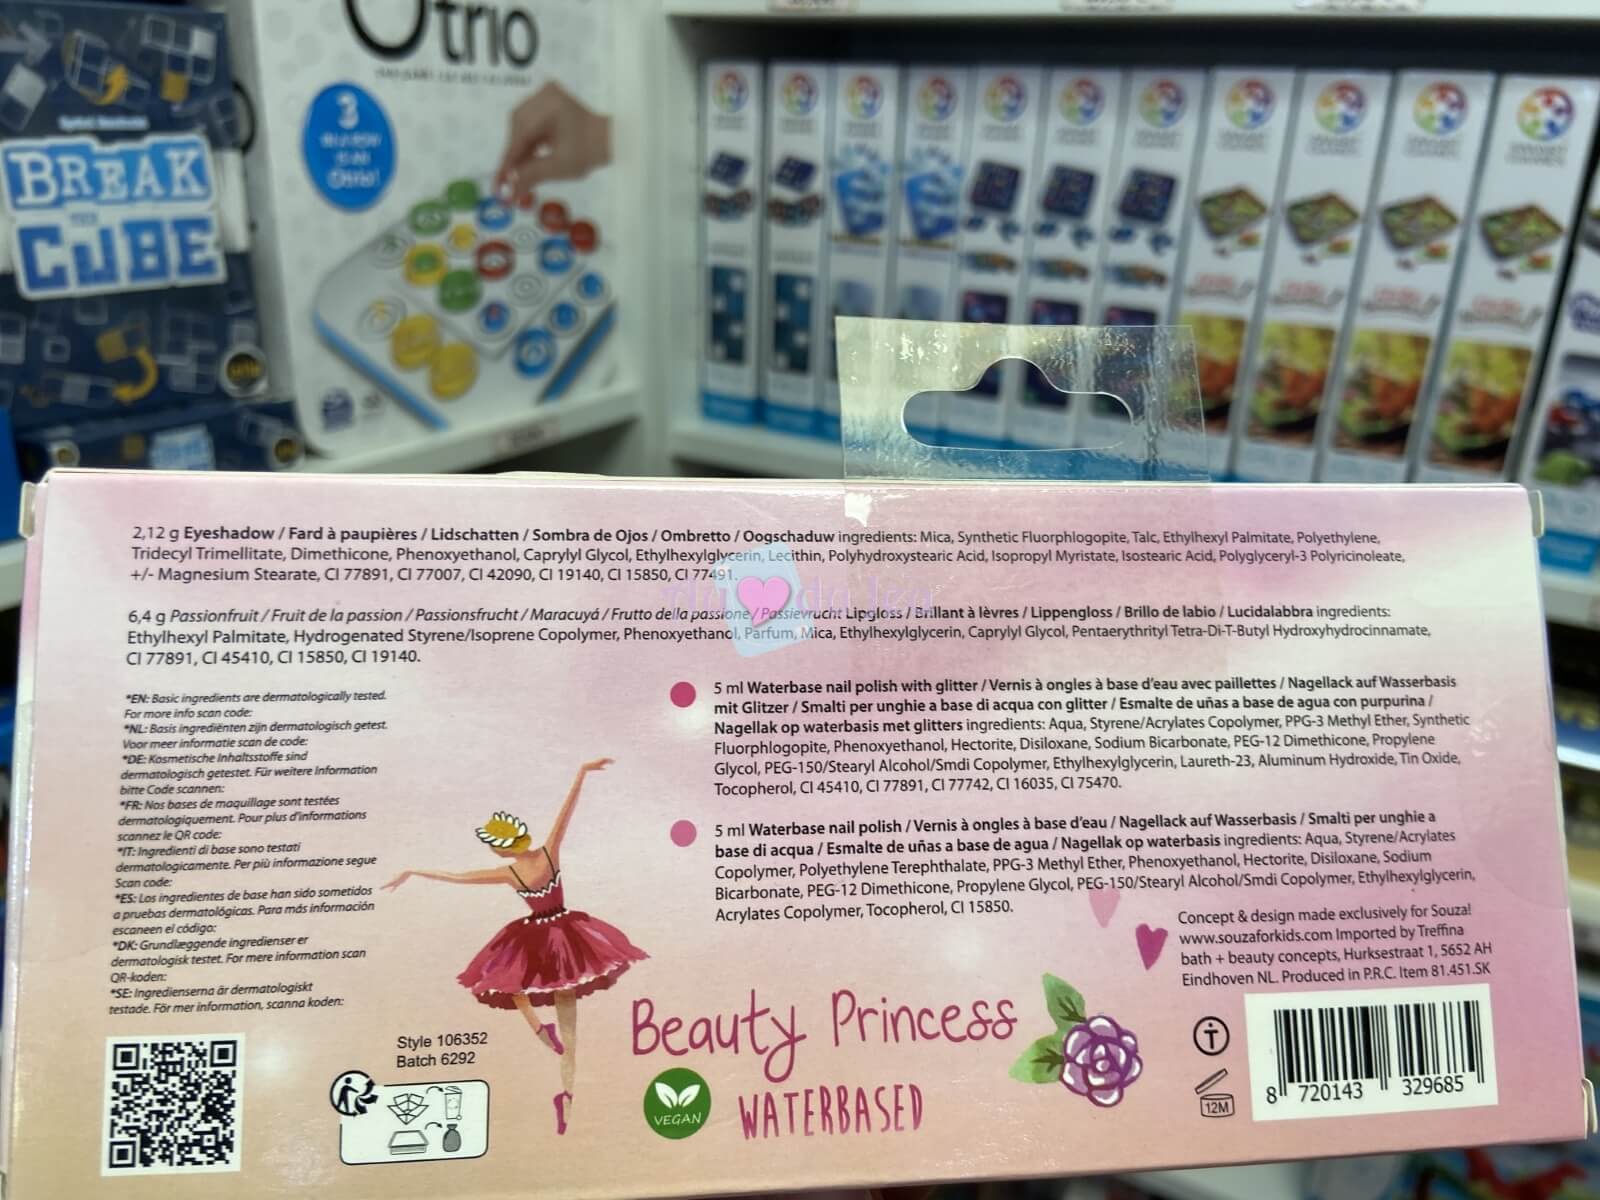 Otrio
3
BREAK
THE
CUBE
2,12 g Eyeshadow / Fard à paupières / Lidschatten / Sombra de Ojos / Ombretto / Oogschaduw ingredients: Mica, Synthetic Fluorphlogopite, Talc, Ethylhexyl Palmitate, Polyethylene,
Tridecyl Trimellitate, Dimethicone, Phenoxyethanol, Caprylyl Glycol, Ethylhexylglycerin, Lecithin, Polyhydroxystearic Acid, Isopropyl Myristate, Isostearic Acid, Polyglyceryl-3 Polyricinoleate,
+/- Magnesium Stearate, CI 77891, CI 77007, CI 42090, CI 19140, CI 15850, CI 77491.
6,4 g Passionfruit / Fruit de la passion / Passionsfrucht / Maracuyá / Frutto della passione / Passievrucht Lipgloss / Brillant à lèvres / Lippengloss / Brillo de labio / Lucidalabbra ingredients:
Ethylhexyl Palmitate, Hydrogenated Styrene/Isoprene Copolymer, Phenoxyethanol, Parfum, Mica, Ethylhexylglycerin, Caprylyl Glycol, Pentaerythrityl Tetra-Di-T-Butyl Hydroxyhydrocinnamate,
CI 77891, CI 45410, CI 15850, CI 19140.
*EN: Basic ingredients are dermatologically tested.
For more info scan code:
*NL: Basis ingrediënten zijn dermatologisch getest.
Voor meer informatie scan de code:
*DE: Kosmetische Inhaltsstoffe sind
dermatologisch getestet. Für weitere Information
bitte Code scannen:
*FR: Nos bases de maquillage sont testées
dermatologiquement. Pour plus d'informations
scannez le QR code:
*IT: Ingredienti di base sono testati
dermatologicamente. Per più informazione segue
Scan code:
*ES: Los ingredientes de base han sido sometidos
a pruebas dermatológicas. Para más información
escaneen el código:
*DK: Grundlæggende ingredienser er
dermatologisk testet. For mere information scan
QR-koden:
*SE: Ingredienserna är dermatologiskt
testade. För mer information, scanna koden:
5 ml Waterbase nail polish with glitter / Vernis à ongles à base d'eau avec paillettes / Nagellack auf Wasserbasis
mit Glitzer / Smalti per unghie a base di acqua con glitter / Esmalte de uñas a base de agua con purpurina /
Nagellak op waterbasis met glitters ingredients: Aqua, Styrene/Acrylates Copolymer, PPG-3 Methyl Ether, Synthetic
Fluorphlogopite, Phenoxyethanol, Hectorite, Disiloxane, Sodium Bicarbonate, PEG-12 Dimethicone, Propylene
Glycol, PEG-150/Stearyl Alcohol/Smdi Copolymer, Ethylhexylglycerin, Laureth-23, Aluminum Hydroxide, Tin Oxide,
Tocopherol, CI 45410, CI 77891, CI 77742, CI 16035, CI 75470.
5 ml Waterbase nail polish / Vernis à ongles à base d'eau / Nagellack auf Wasserbasis / Smalti per unghie a
base di acqua / Esmalte de uñas a base de agua / Nagellak op waterbasis ingredients: Aqua, Styrene/Acrylates
Copolymer, Polyethylene Terephthalate, PPG-3 Methyl Ether, Phenoxyethanol, Hectorite, Disiloxane, Sodium
Bicarbonate, PEG-12 Dimethicone, Propylene Glycol, PEG-150/Stearyl Alcohol/Smdi Copolymer, Ethylhexylglycerin,
Acrylates Copolymer, Tocopherol, CI 15850.
Concept & design made exclusively for Souza!
www.souzaforkids.com Imported by Treffina
bath + beauty concepts, Hurksestraat 1, 5652 AH
Eindhoven NL. Produced in P.R.C. Item 81.451.SK
Style 106352
Batch 6292
Beauty Princess
VEGAN
WATERBASED
12M
8 720143 329685